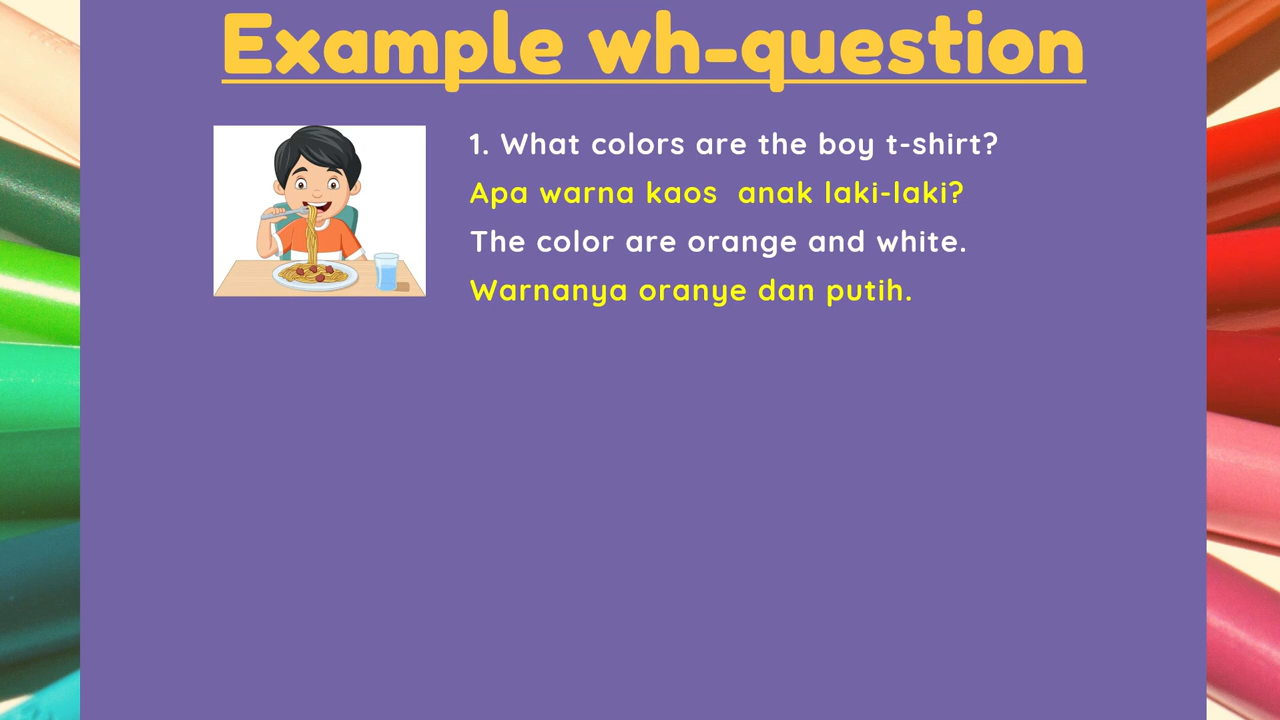 Example wh-question
1. What colors are the boy t-shirt?
Apa warna kaos  anak laki-laki?
The color are orange and white.
Warnanya oranye dan putih.